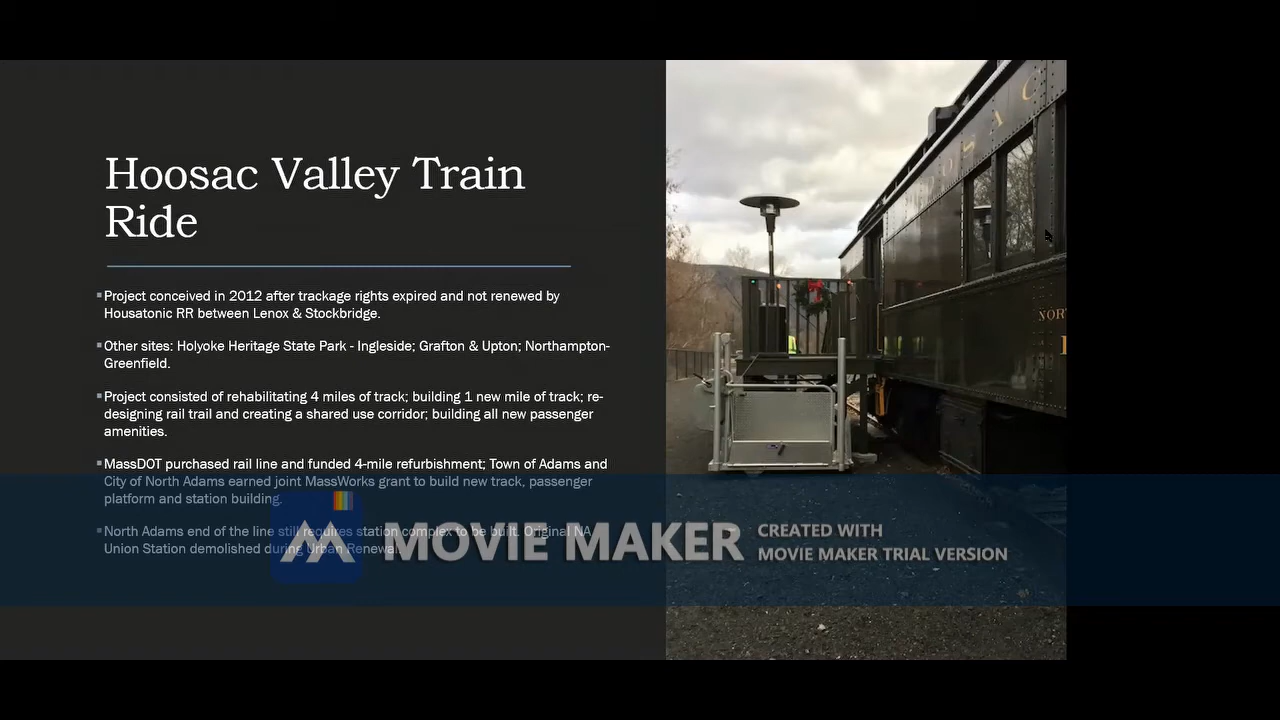 Hoosac Valley Train
Ride
Project conceived in 2012 after trackage rights expired and not renewed by
Housatonic RR between Lenox & Stockbridge.
Other sites: Holyoke Heritage State Park - Ingleside; Grafton & Upton; Northampton-
Greenfield.
Project consisted of rehabilitating 4 miles of track; building 1 new mile of track; re-
designing rail trail and creating a shared use corridor; building all new passenger
amenities.
MassDOT purchased rail line and funded 4-mile refurbishment; Town of Adams and
City of North Adams earned joint MassWorks grant to build new track, passenger
platform and station building.
North Adams end of the line still requires station complex to be built. Original NA
Union Station demolished during Urban Renewal.
MOVIE MAKER
CREATED WITH
MOVIE MAKER TRIAL VERSION